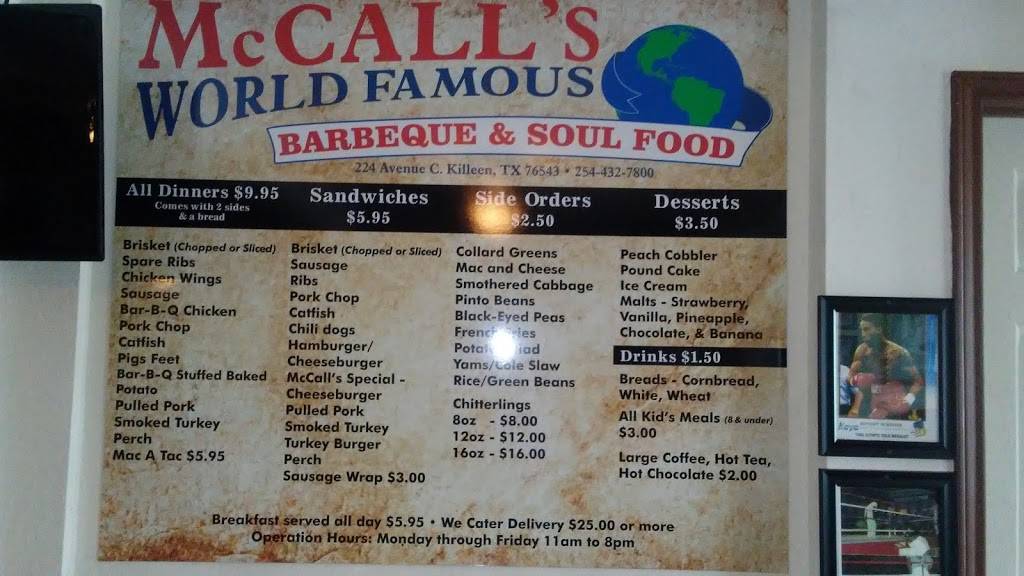 McCALL'S
WORLD FAMOUS
BARBEQUE & SOUL FOOD
224 Avenue C. Killeen, TX 76543 • 254-432-7800
All Dinners $9.95
Comes with 2 sides
& a bread
Brisket (Chopped or Sliced)
Spare Ribs
Chicken Wings
Sausage
Bar-B-Q Chicken
Pork Chop
Catfish
Pigs Feet
Bar-B-Q Stuffed Baked
Potato
Pulled Pork
Smoked Turkey
Perch
Mac A Tac $5.95
Sandwiches
$5.95
Brisket (Chopped or Sliced)
Sausage
Ribs
Pork Chop
Catfish
Chili dogs
Hamburger/
Cheeseburger
McCall's Special -
Cheeseburger
Pulled Pork
Smoked Turkey
Turkey Burger
Perch
Sausage Wrap $3.00
Side Orders
$2.50
Collard Greens
Mac and Cheese
Smothered Cabbage
Pinto Beans
Black-Eyed Peas
French Fries
Potato Salad
Yams/Cole Slaw
Rice/Green Beans
Chitterlings
8oz - $8.00
12oz - $12.00
16oz - $16.00
Desserts
$3.50
Peach Cobbler
Pound Cake
Ice Cream
Malts - Strawberry,
Vanilla, Pineapple,
Chocolate, & Banana
Drinks $1.50
Breads - Cornbread,
White, Wheat
All Kid's Meals (8 & under)
$3.00
Large Coffee, Hot Tea,
Hot Chocolate $2.00
Breakfast served all day $5.95 • We Cater Delivery $25.00 or more
Operation Hours: Monday through Friday 11am to 8pm
Kayo